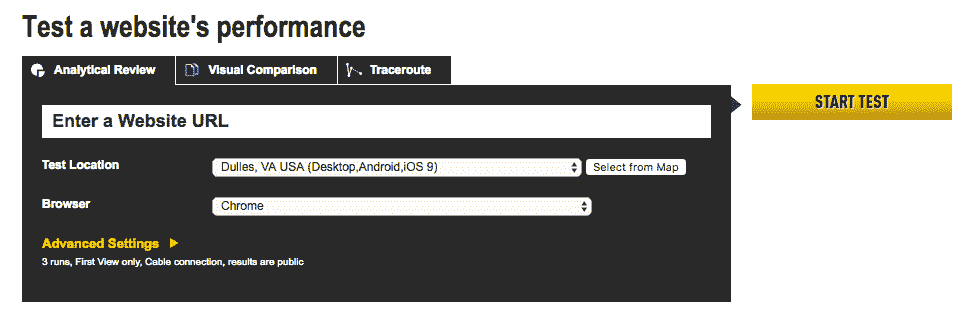 Test a website's performance
Analytical Review
Visual Comparison
Traceroute
START TEST
Enter a Website URL
Test Location
Dulles, VA USA (Desktop,Android,iOS 9)
Select from Map
Browser
Chrome
Advanced Settings
3 runs, First View only, Cable connection, results are public